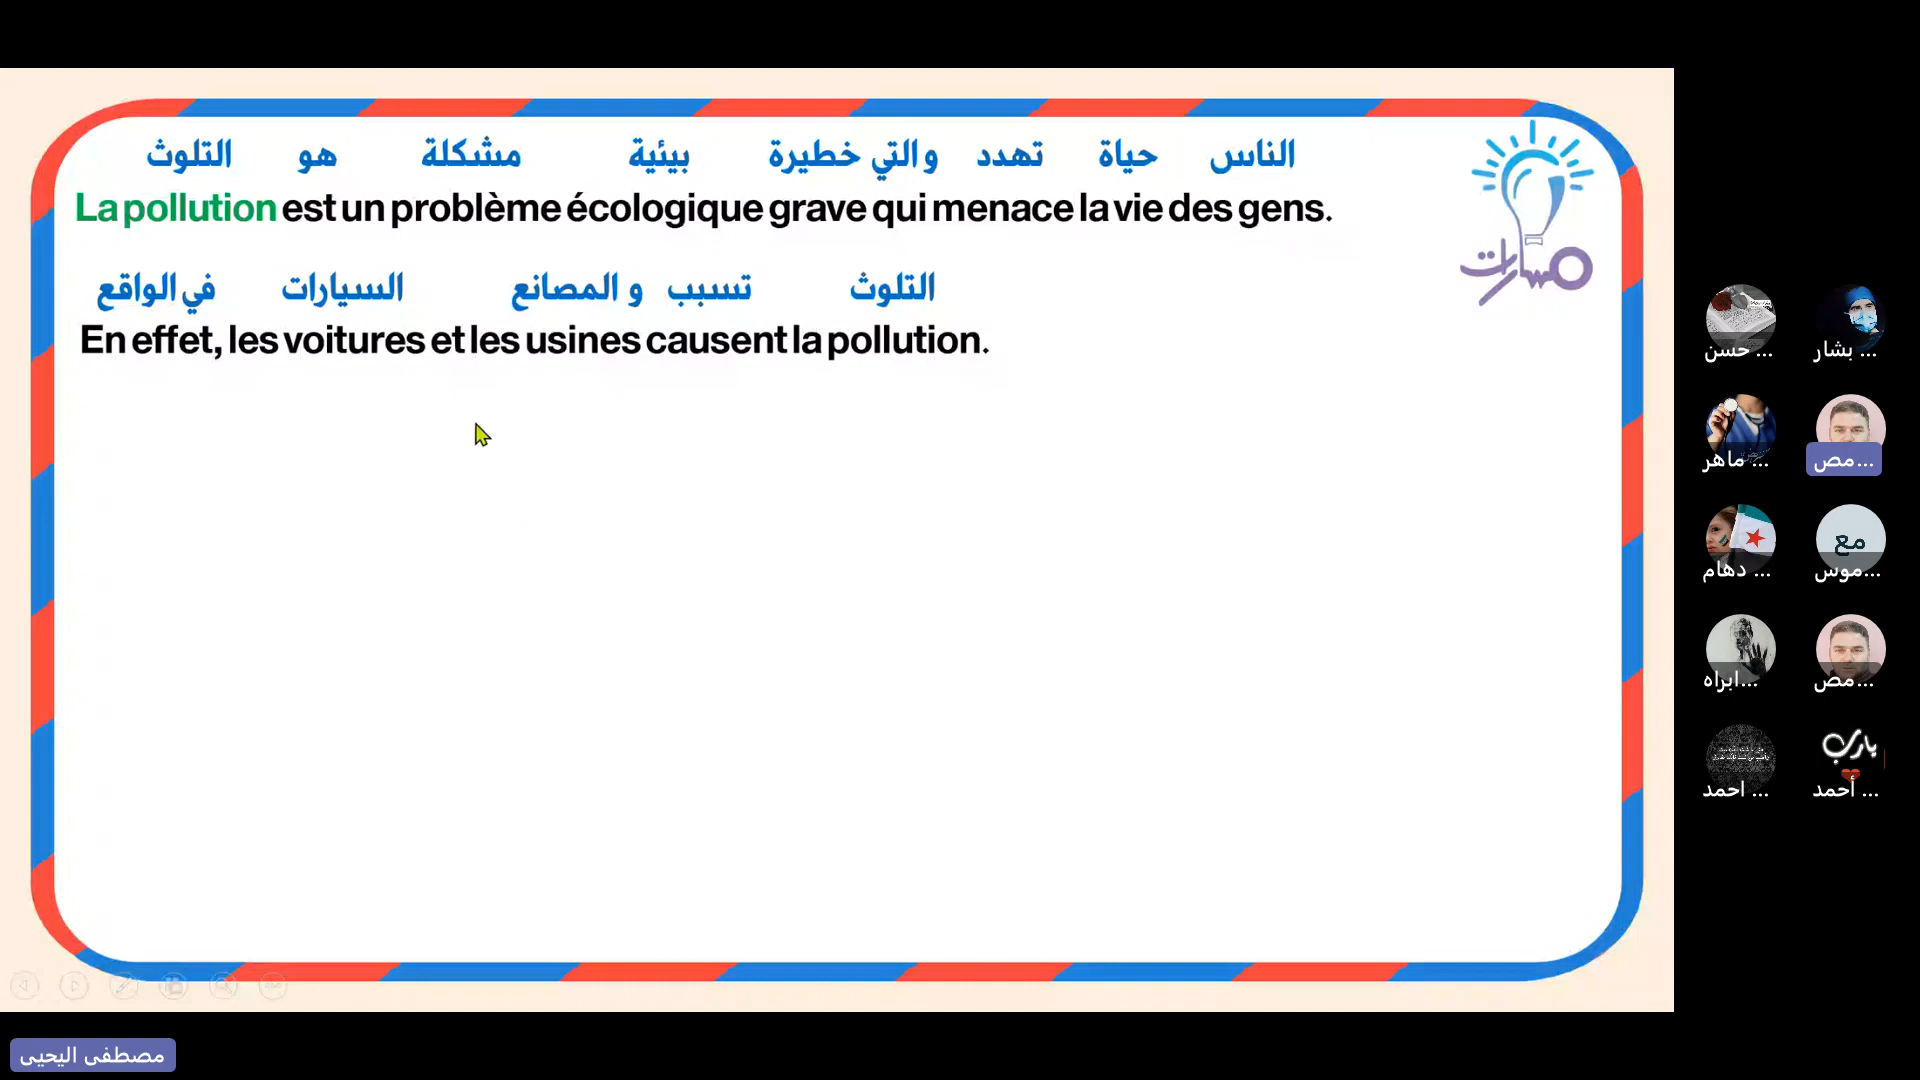 التلوث هو مشكلة بيئية خطيرة والتي تهدد حياة الناس
La pollution est un problème écologique grave qui menace la vie des gens.
في الواقع السيارات و المصانع تسبب التلوث
En effet, les voitures et les usines causent la pollution.
مسارات
حسن ...
بشار ...
ماهر ...
مص...
دهام ...
مع
موس...
ابراه...
مص...
يارب
احمد ...
أحمد ...
مصطفى اليحيى